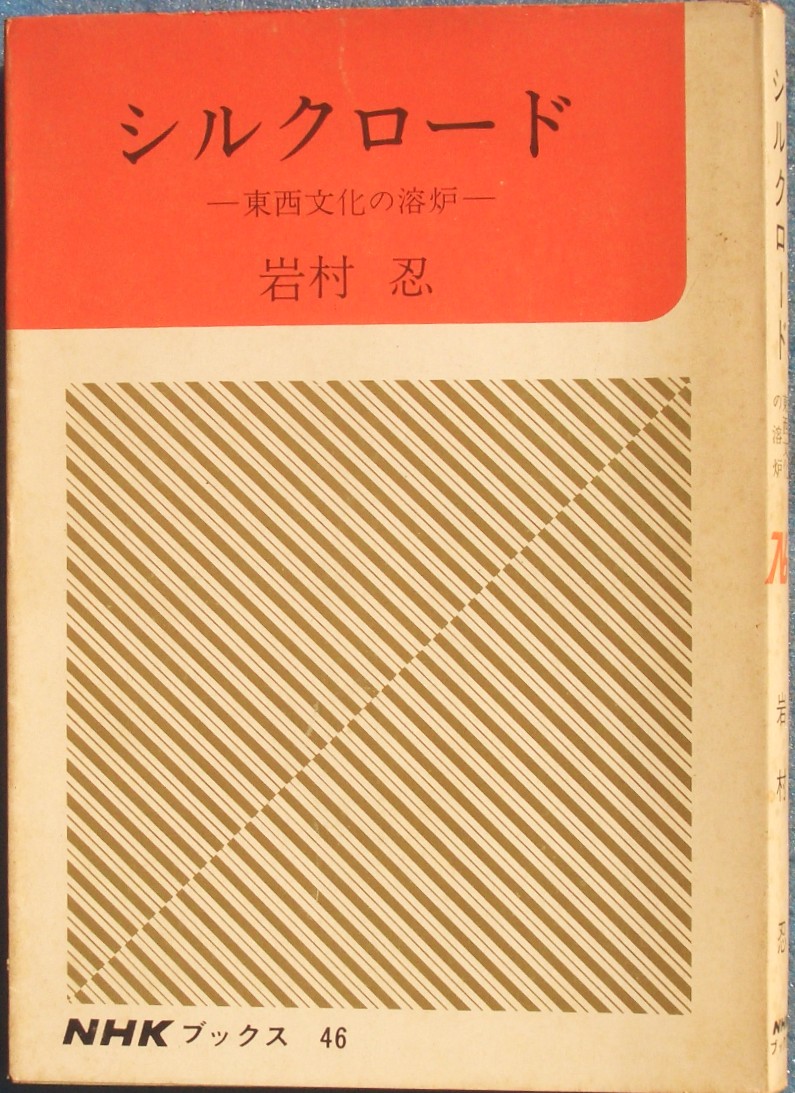 シルクロード
―東西文化の溶炉―
岩村 忍
NHKブックス 46
シルクロード
の溶炉
岩村 忍